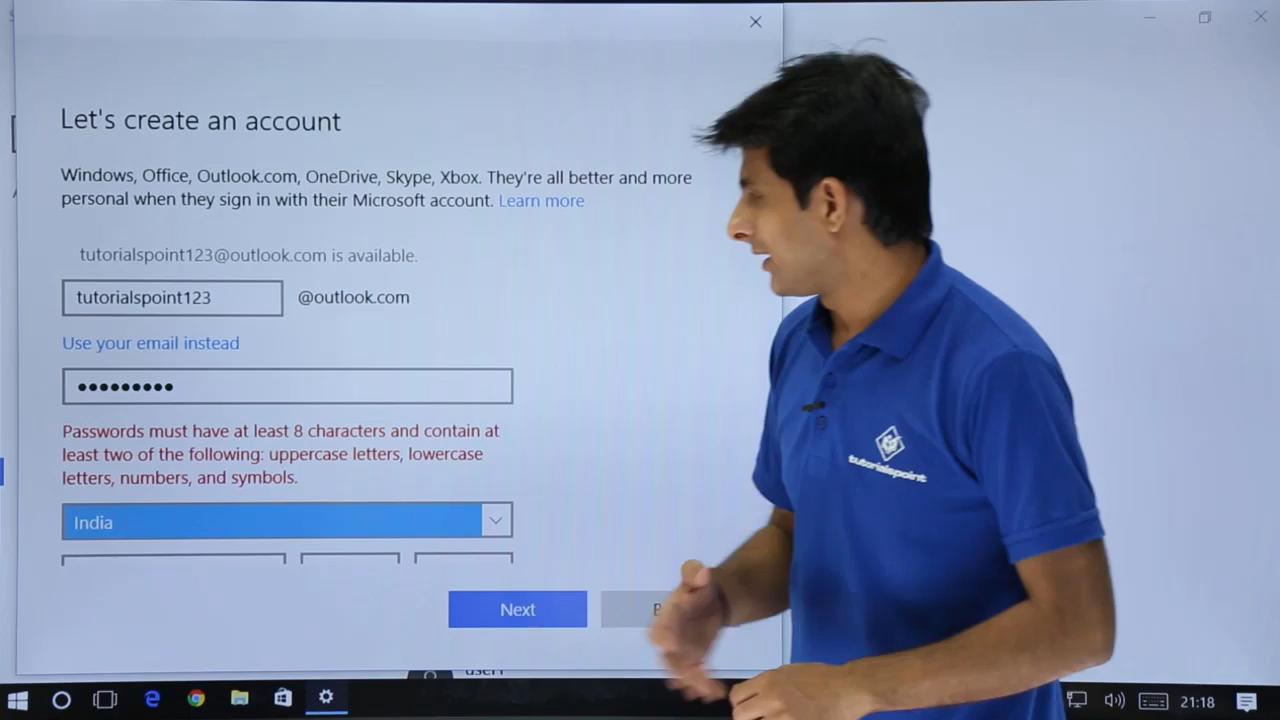 Let's create an account
Windows, Office, Outlook.com, OneDrive, Skype, Xbox. They're all better and more
personal when they sign in with their Microsoft account. Learn more
tutorialspoint123@outlook.com is available.
tutorialspoint123 @outlook.com
Use your email instead
Passwords must have at least 8 characters and contain at
least two of the following: uppercase letters, lowercase
letters, numbers, and symbols.
India
Next
tutorialspoint
21:18